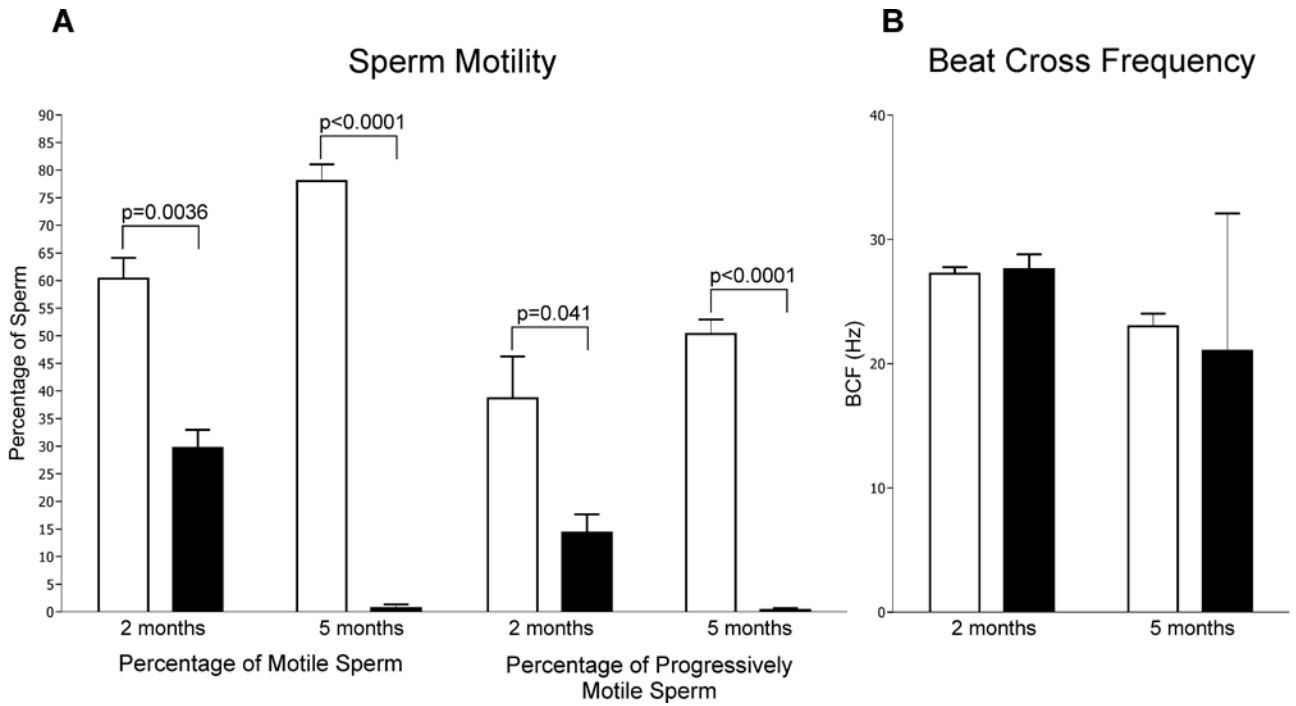 A
Sperm Motility
Percentage of Sperm
90
85
80
75
70
65
60
55
50
45
40
35
30
25
20
15
10
5
0
p=0.0036
p<0.0001
p=0.041
p<0.0001
2 months
5 months
2 months
5 months
Percentage of Motile Sperm
Percentage of Progressively
Motile Sperm
B
Beat Cross Frequency
BCF (Hz)
40
30
20
10
0
2 months
5 months